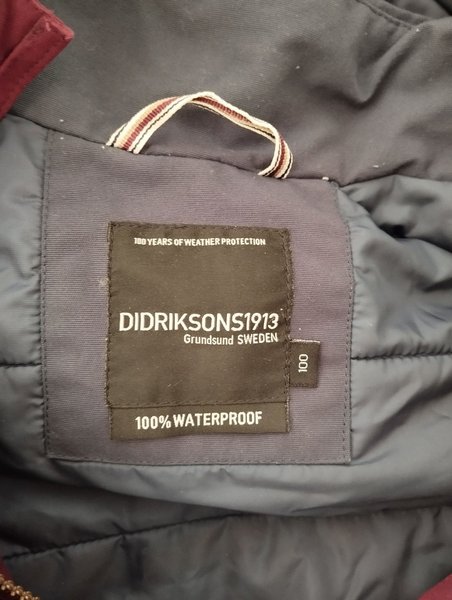 100 YEARS OF WEATHER PROTECTION
DIDRIKSONS1913
Grundsund SWEDEN
100
100% WATERPROOF